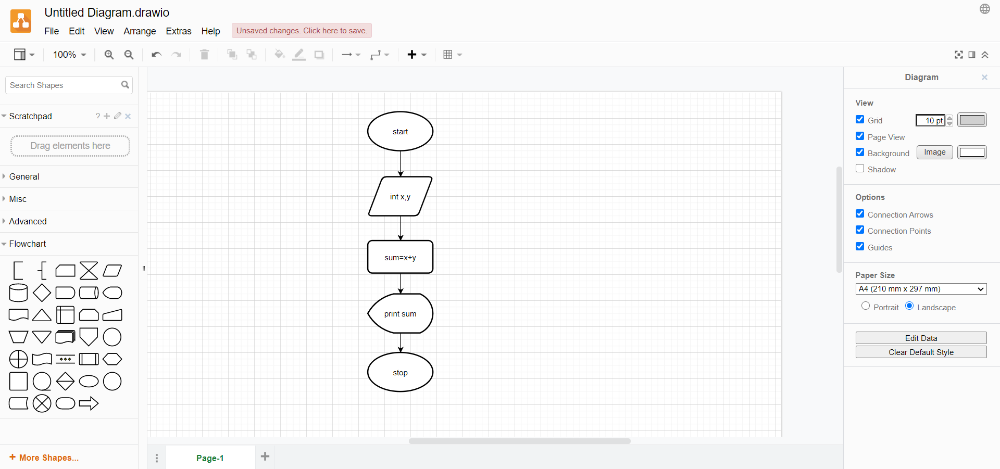 Untitled Diagram.drawio
File Edit View Arrange Extras Help Unsaved changes. Click here to save.
100%
Search Shapes
Scratchpad ?
Drag elements here
General
Misc
Advanced
Flowchart
+ More Shapes...
start
int x,y
sum=x+y
print sum
stop
Page-1
Diagram
View
Grid 10 pt
Page View
Background Image
Shadow
Options
Connection Arrows
Connection Points
Guides
Paper Size
A4 (210 mm x 297 mm)
Portrait Landscape
Edit Data
Clear Default Style